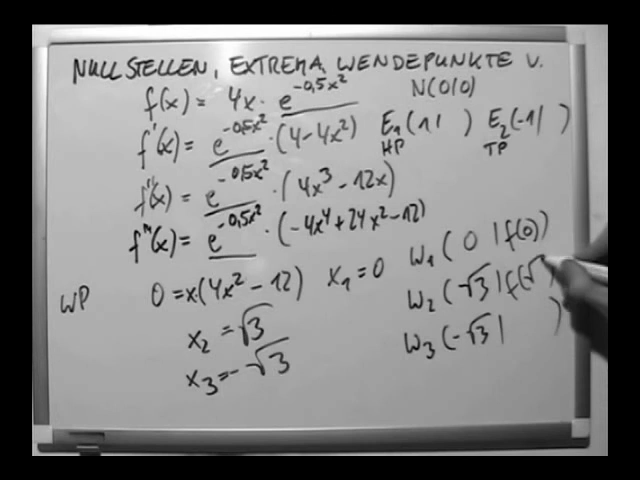 NULLSTELLEN, EXTREMA, WENDEPUNKTE V.
f(x) = 4x · e^-0,5x² N(0|0)
f'(x) = e^-0,5x² · (4-4x²) E₁(1| ) E₂(-1| )
HP TP
f''(x) = e^-0,5x² · (4x³ - 12x)
f'''(x) = e^-0,5x² · (-4x⁴+24x²-12)
WP 0 = x·(4x² - 12) x₁ = 0 W₁( 0 | f(0))
x₂ = √3 W₂(√3|f(√3
x₃ = -√3 W₃(-√3| )